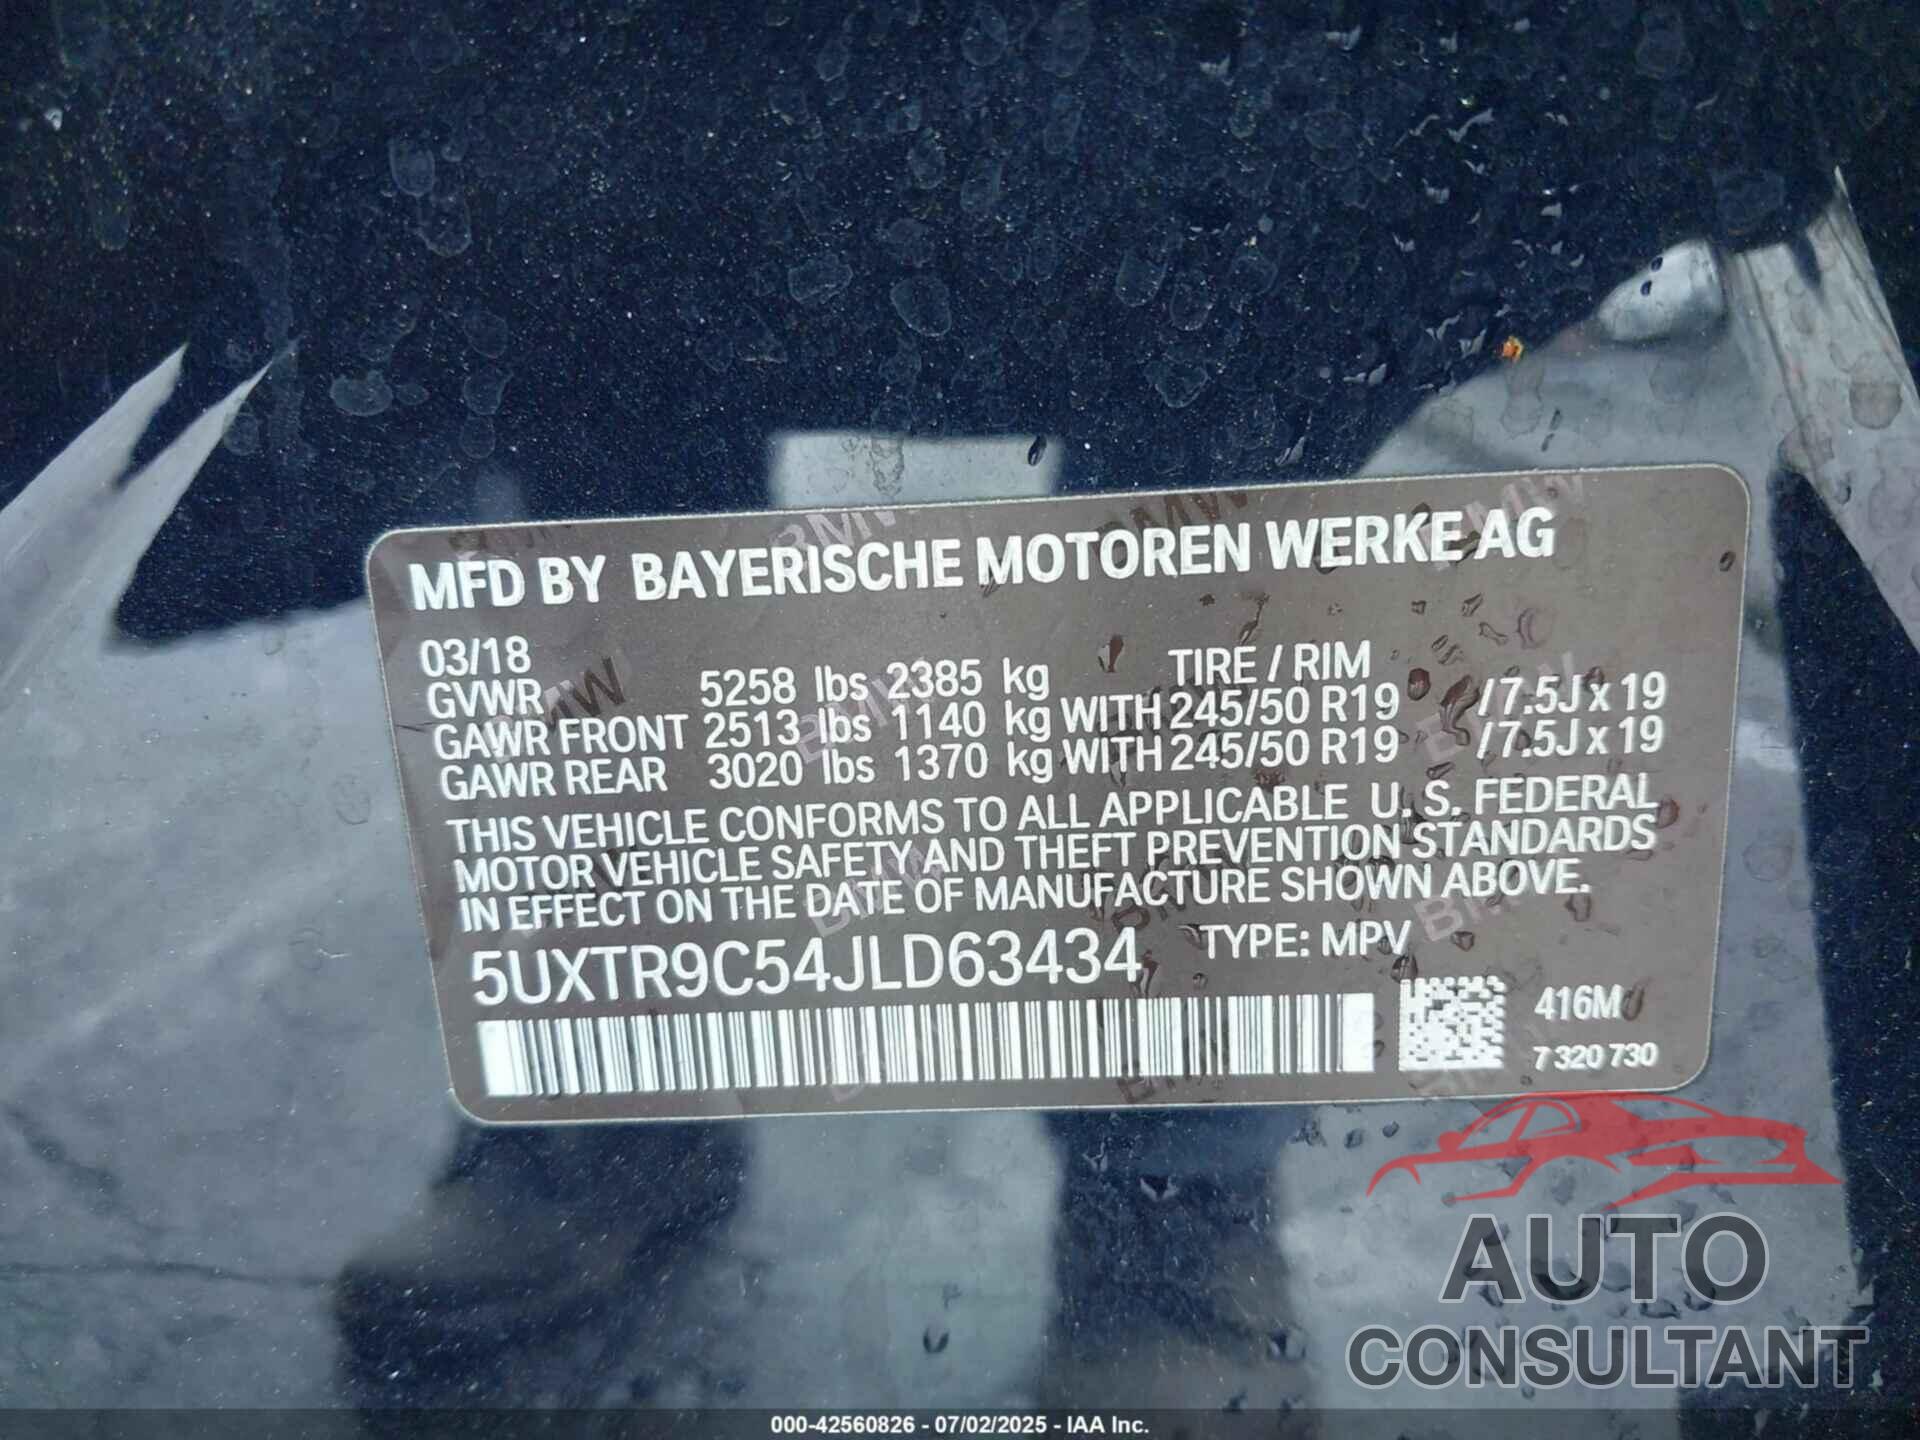 MFD BY BAYERISCHE MOTOREN WERKE AG
03/18
GVWR 5258 lbs 2385 kg TIRE / RIM
GAWR FRONT 2513 lbs 1140 kg WITH 245/50 R19 /7.5J x 19
GAWR REAR 3020 lbs 1370 kg WITH 245/50 R19 /7.5J x 19
THIS VEHICLE CONFORMS TO ALL APPLICABLE U. S. FEDERAL
MOTOR VEHICLE SAFETY AND THEFT PREVENTION STANDARDS
IN EFFECT ON THE DATE OF MANUFACTURE SHOWN ABOVE.
5UXTR9C54JLD63434 TYPE: MPV
416M
7 320 730
AUTO
CONSULTANT
000-42560826 - 07/02/2025 - IAA Inc.